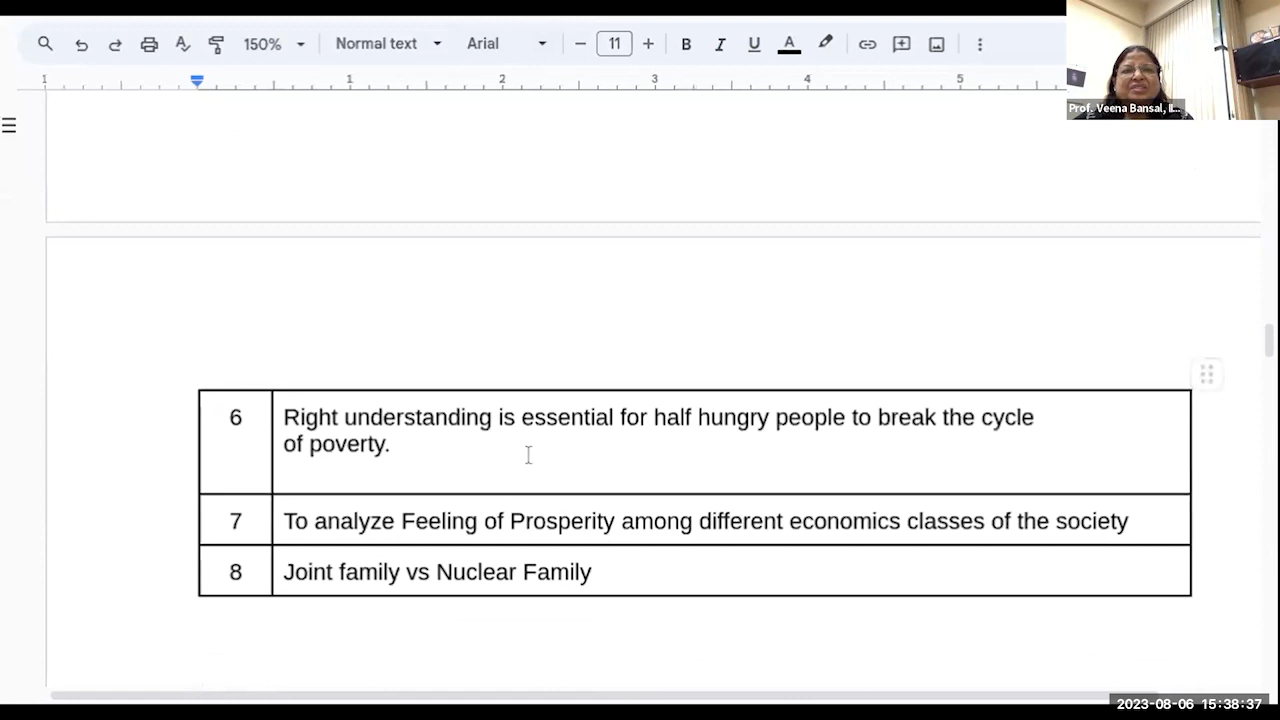 150%
Normal text
Arial
11
B
I
U
A
1
1
2
3
4
5
Prof. Veena Bansal, II...
6
Right understanding is essential for half hungry people to break the cycle
of poverty.
7
To analyze Feeling of Prosperity among different economics classes of the society
8
Joint family vs Nuclear Family
2023-08-06 15:38:37